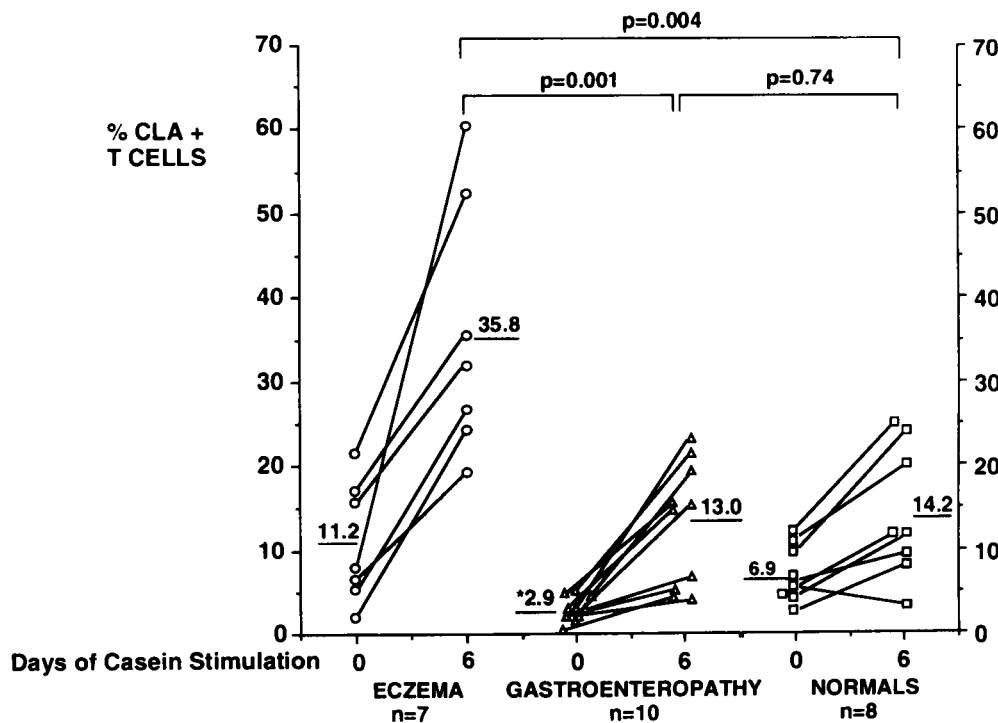 p=0.004
p=0.001
p=0.74
% CLA +
T CELLS
70
60
50
40
30
20
10
0
70
60
50
40
30
20
10
0
35.8
11.2
*2.9
13.0
6.9
14.2
Days of Casein Stimulation 0 6 0 6 0 6
ECZEMA GASTROENTEROPATHY NORMALS
n=7 n=10 n=8